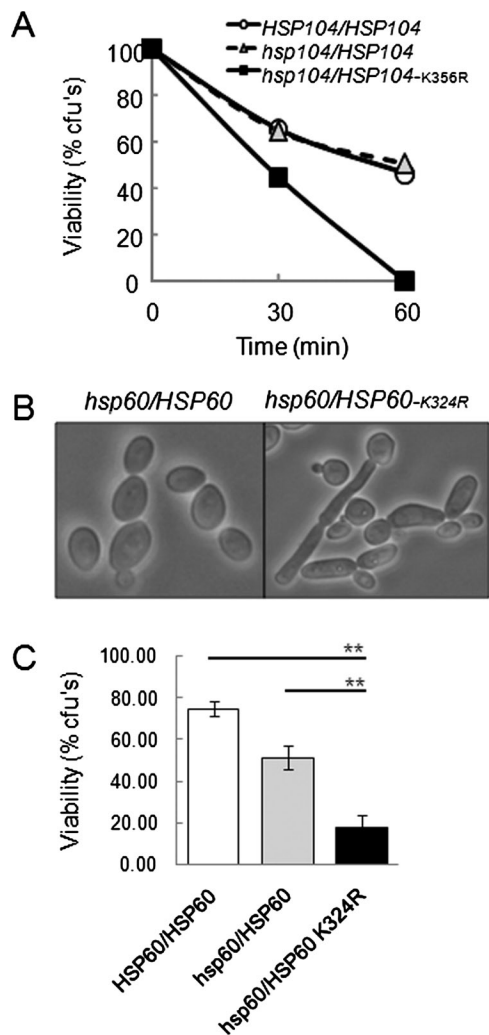 A
HSP104/HSP104
hsp104/HSP104
hsp104/HSP104-K356R
Viability (% cfu's)
100
80
60
40
20
0
0 30 60
Time (min)
B
hsp60/HSP60 hsp60/HSP60-K324R
C
Viability (% cfu's)
100.00
80.00
60.00
40.00
20.00
0.00
**
**
HSP60/HSP60
hsp60/HSP60
hsp60/HSP60 K324R